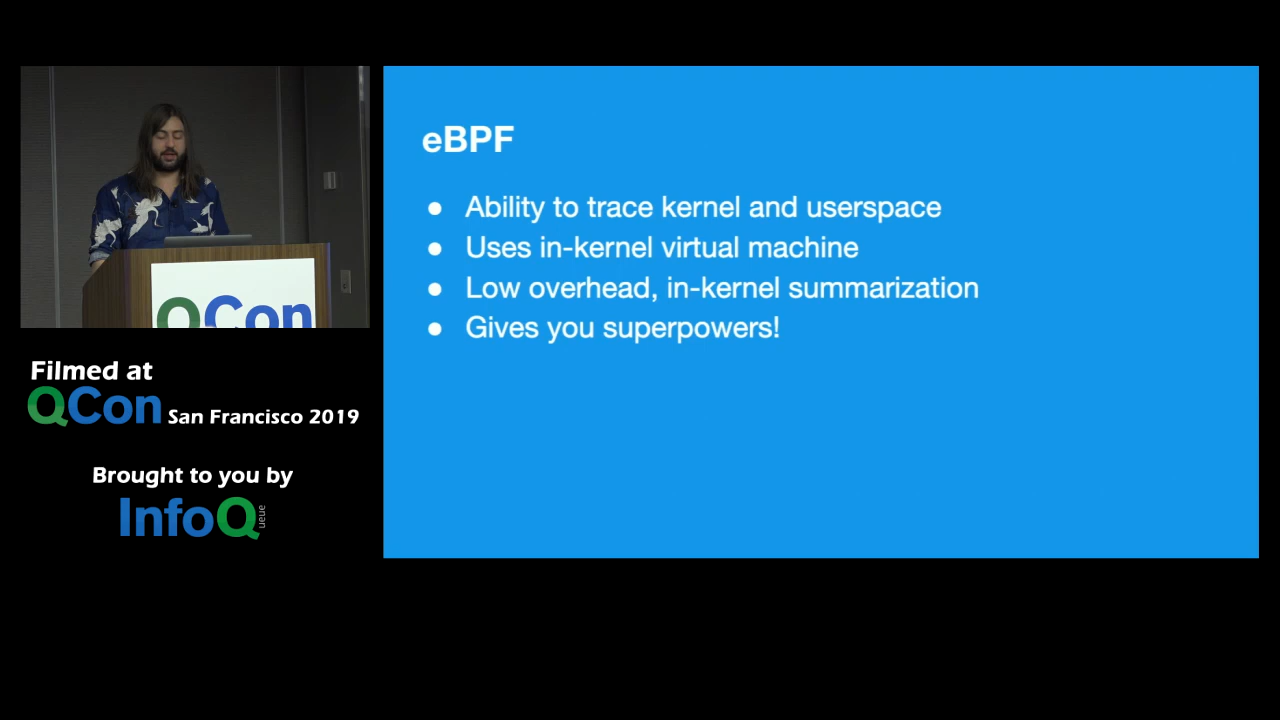 eBPF
● Ability to trace kernel and userspace
● Uses in-kernel virtual machine
● Low overhead, in-kernel summarization
● Gives you superpowers!
QCon
Filmed at
QCon San Francisco 2019
Brought to you by
InfoQ
ueue